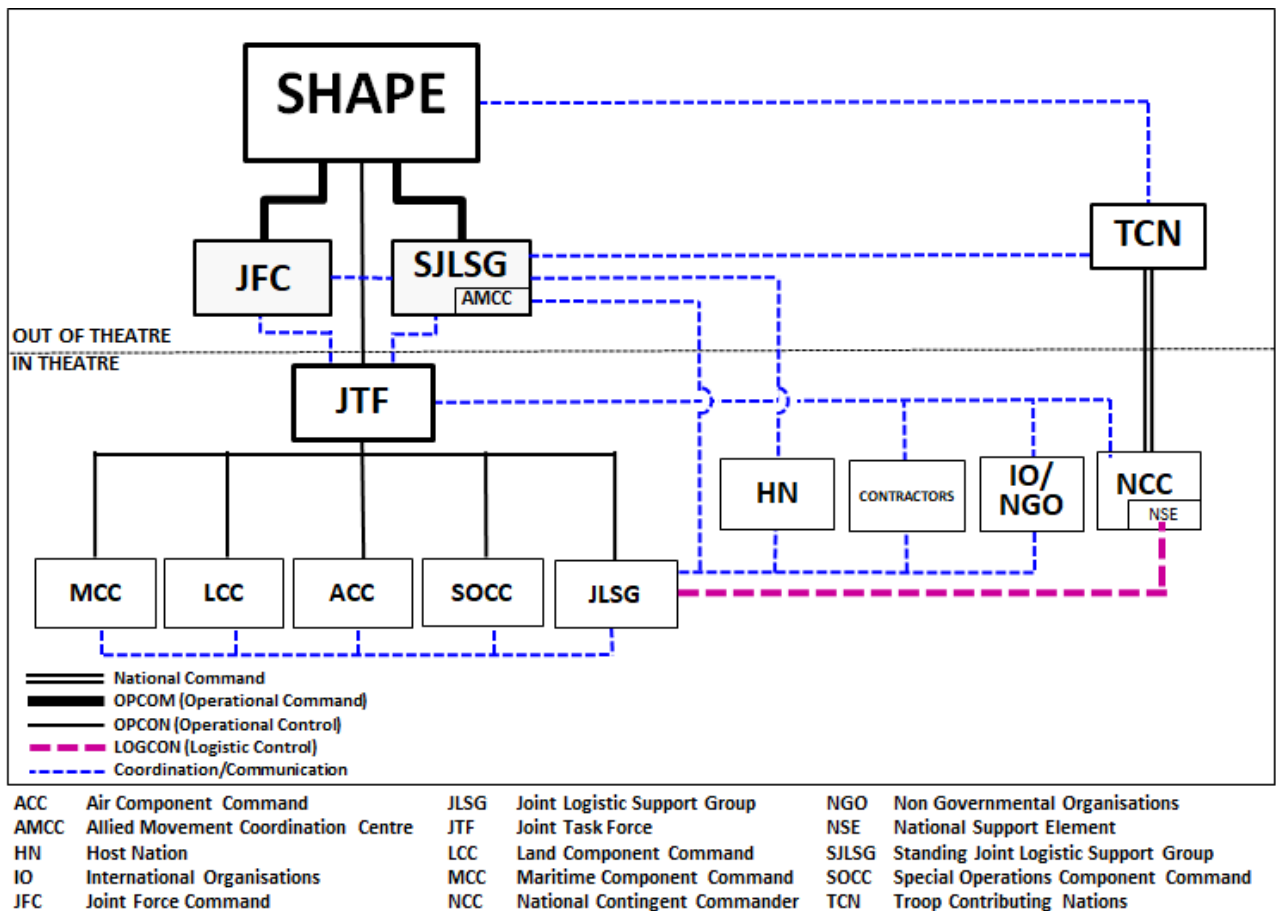 SHAPE
TCN
JFC
SJLSG
AMCC
OUT OF THEATRE
IN THEATRE
JTF
HN
CONTRACTORS
IO/
NGO
NCC
NSE
MCC
LCC
ACC
SOCC
JLSG
National Command
OPCOM (Operational Command)
OPCON (Operational Control)
LOGCON (Logistic Control)
Coordination/Communication
ACC Air Component Command
AMCC Allied Movement Coordination Centre
HN Host Nation
IO International Organisations
JFC Joint Force Command
JLSG Joint Logistic Support Group
JTF Joint Task Force
LCC Land Component Command
MCC Maritime Component Command
NCC National Contingent Commander
NGO Non Governmental Organisations
NSE National Support Element
SJLSG Standing Joint Logistic Support Group
SOCC Special Operations Component Command
TCN Troop Contributing Nations